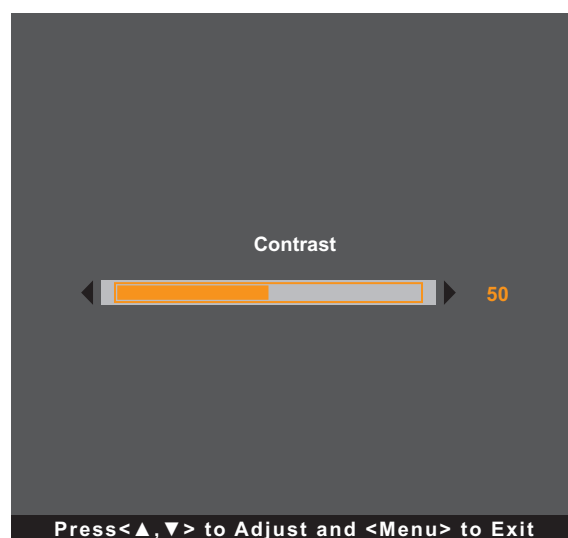 Contrast
50
Press<▲,▼> to Adjust and <Menu> to Exit